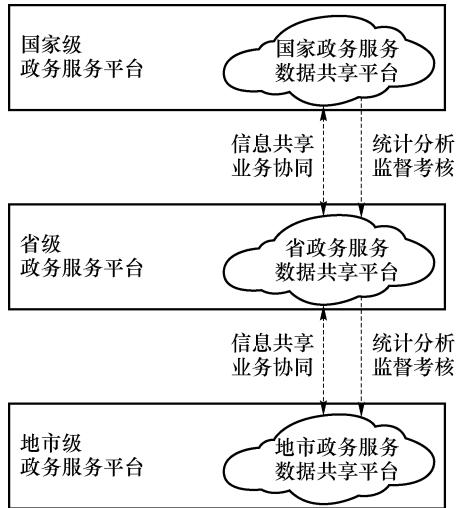 国家级
政务服务平台
国家政务服务
数据共享平台
信息共享
业务协同
统计分析
监督考核
省级
政务服务平台
省政务服务
数据共享平台
信息共享
业务协同
统计分析
监督考核
地市级
政务服务平台
地市政务服务
数据共享平台